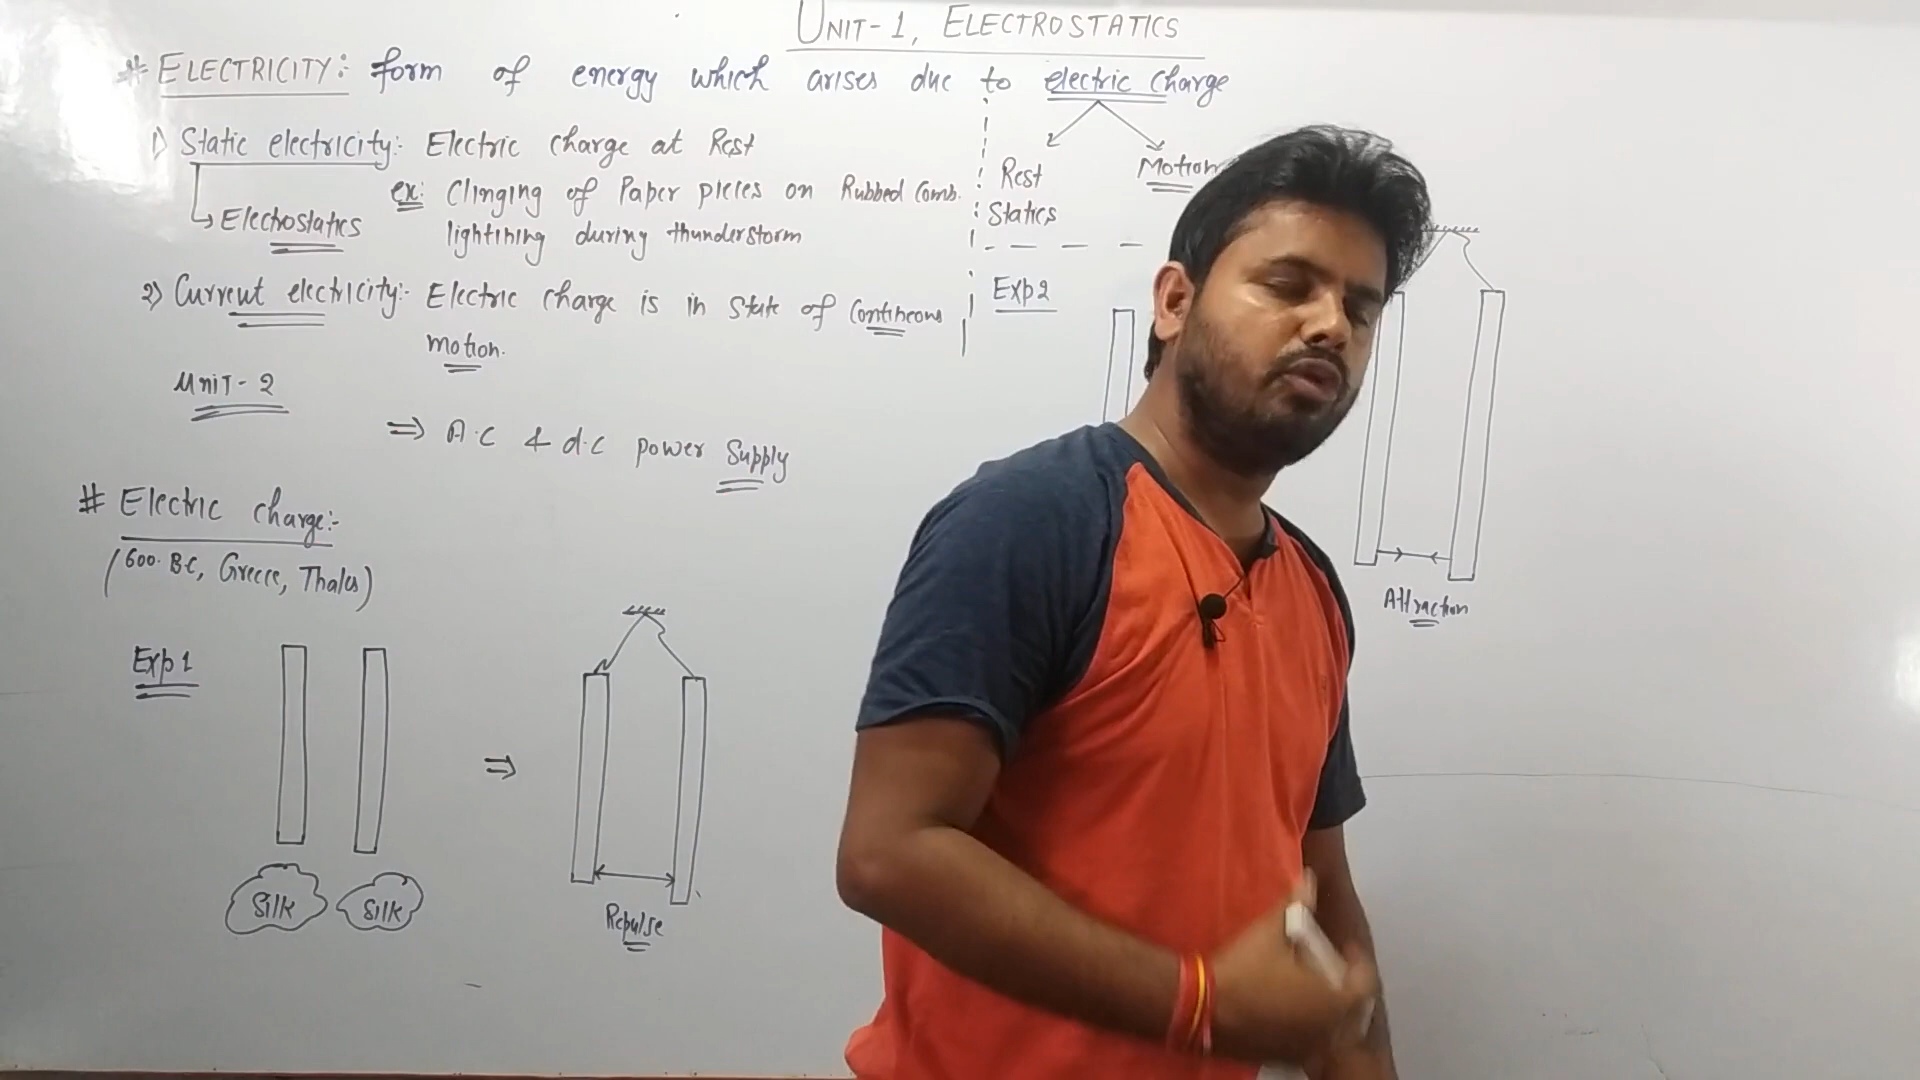 UNIT-1, ELECTROSTATICS
* ELECTRICITY: form of energy which arises due to electric charge
1) Static electricity:- Electric charge at Rest
ex: Clinging of Paper pieces on Rubbed Comb.
Electrostatics
lightining during thunderstorm
Rest
Motion
Statics
2) Current electricity:- Electric charge is in State of Contineous
motion.
Unit-2
⇒ A.C & d.c power Supply
# Electric charge:-
(600. BC, Greece, Thales)
Exp 1
Silk
Silk
⇒
Repulse
Exp 2
Attraction